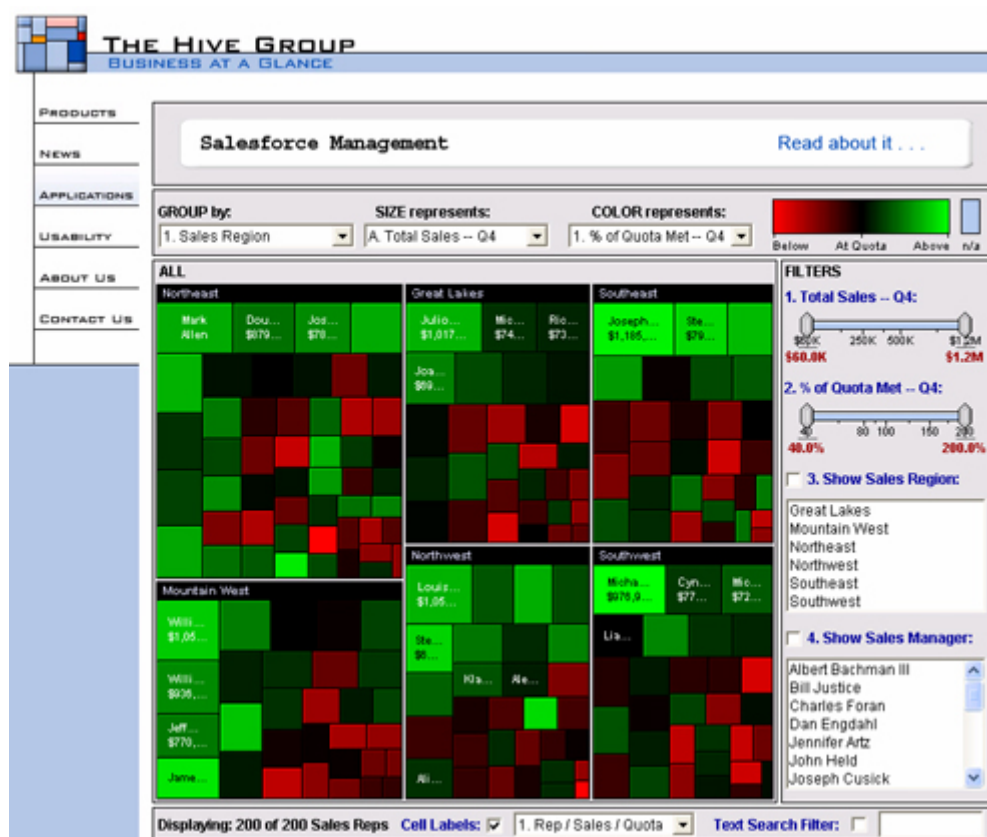 THE HIVE GROUP
BUSINESS AT A GLANCE
PRODUCTS
NEWS
APPLICATIONS
USABILITY
ABOUT US
CONTACT US
Salesforce Management
Read about it . . .
GROUP by:
SIZE represents:
COLOR represents:
1. Sales Region
A. Total Sales -- Q4
1. % of Quota Met -- Q4
Below At Quota Above n/a
ALL
Northeast
Mark Allen
Dou... $879...
Jos... $78...
Great Lakes
Julio... $1,017...
Mic... $74...
Ric... $73...
Joa... $69...
Southeast
Joseph... $1,185,...
Ste... $79...
Mountain West
Willi... $1,05...
Willi... $936,...
Jeff... $770,...
Jame...
Northwest
Louis... $1,05...
Ste... $8...
Kla...
Ale...
Ali...
Southwest
Micha... $976,9...
Cyn... $77...
Mic... $72...
Lia...
FILTERS
1. Total Sales -- Q4:
$60K 250K 500K $1.2M
$60.0K $1.2M
2. % of Quota Met -- Q4:
40 80 100 150 200
40.0% 200.0%
3. Show Sales Region:
Great Lakes
Mountain West
Northeast
Northwest
Southeast
Southwest
4. Show Sales Manager:
Albert Bachman III
Bill Justice
Charles Foran
Dan Engdahl
Jennifer Artz
John Held
Joseph Cusick
Displaying: 200 of 200 Sales Reps
Cell Labels:
1. Rep / Sales / Quota
Text Search Filter: